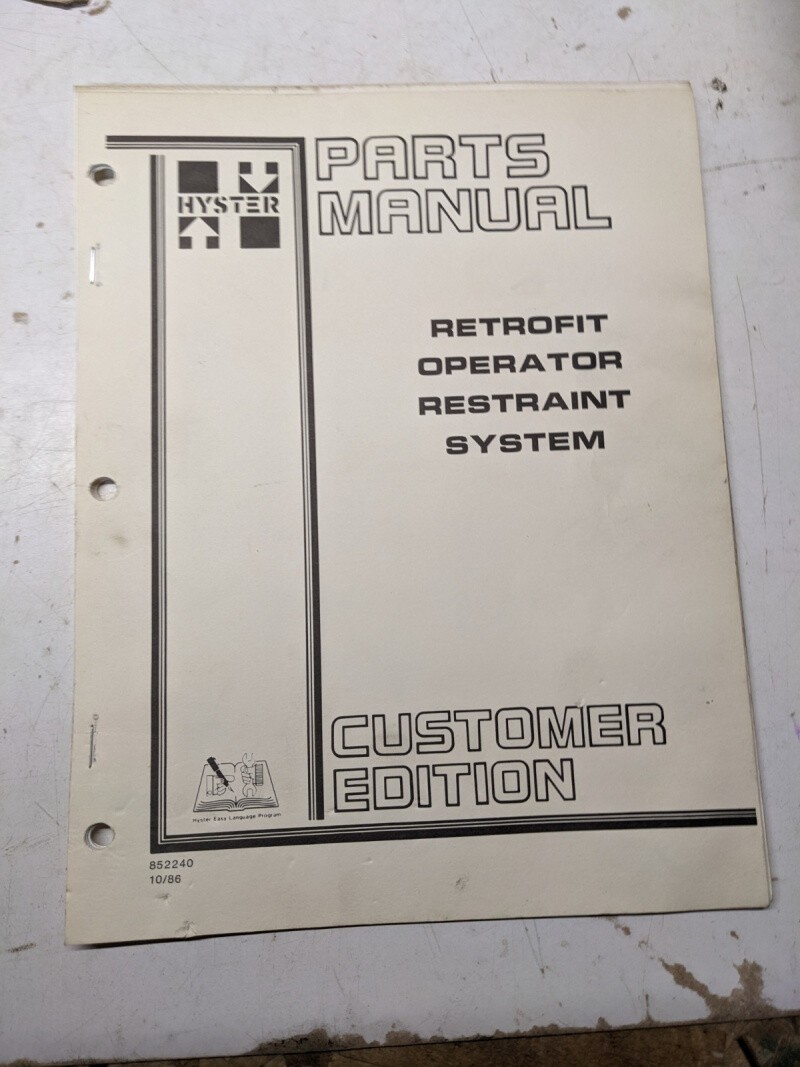 HYSTER
PARTS
MANUAL
RETROFIT
OPERATOR
RESTRAINT
SYSTEM
CUSTOMER
EDITION
Hyster Easy Language Program
852240
10/86